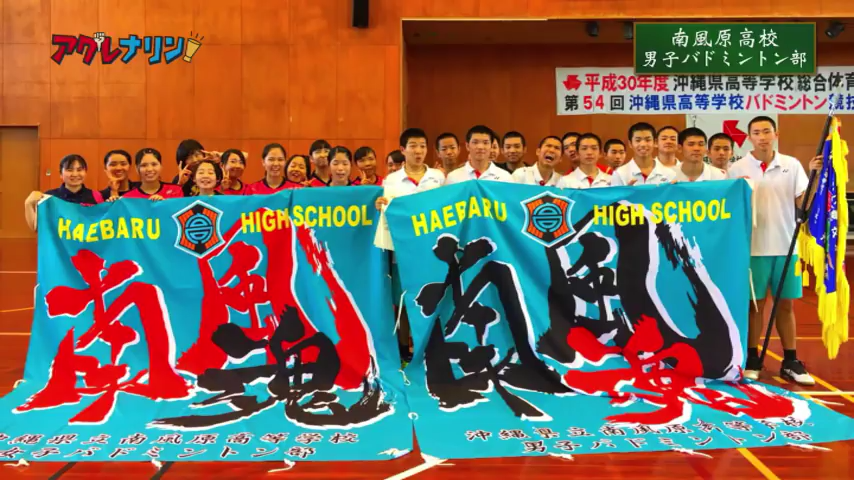 アグレナリン!
南風原高校
男子バドミントン部
平成30年度 沖縄県高等学校総合体育
第54回 沖縄県高等学校バドミントン競技
HAEBARU HIGH SCHOOL
南風魂
沖縄県立南風原高等学校
女子バドミントン部
HAEBARU HIGH SCHOOL
南風魂
沖縄県立南風原高等学校
男子バドミントン部